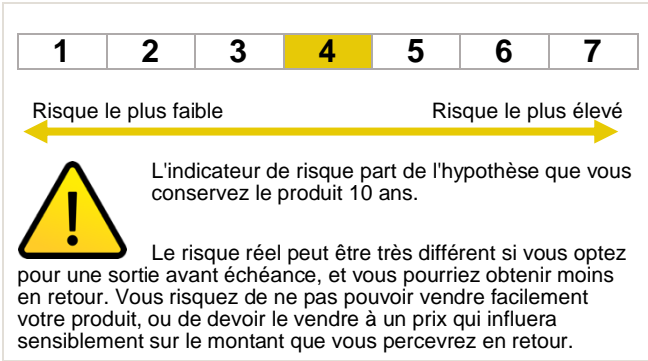 1 2 3 4 5 6 7
Risque le plus faible Risque le plus élevé
L'indicateur de risque part de l'hypothèse que vous
conservez le produit 10 ans.
!
Le risque réel peut être très différent si vous optez
pour une sortie avant échéance, et vous pourriez obtenir moins
en retour. Vous risquez de ne pas pouvoir vendre facilement
votre produit, ou de devoir le vendre à un prix qui influera
sensiblement sur le montant que vous percevrez en retour.